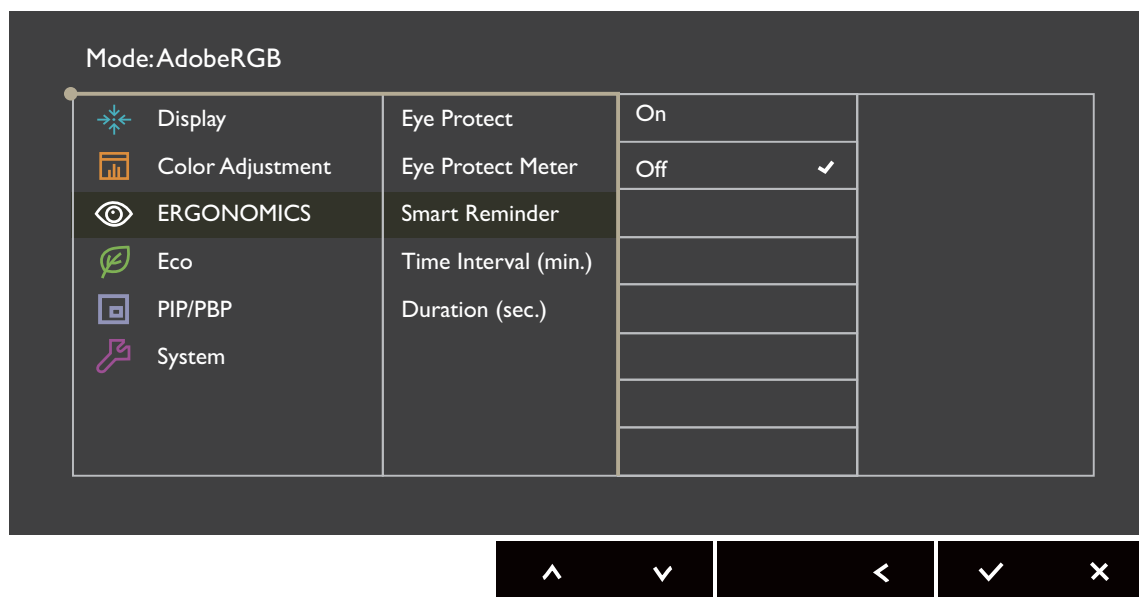 Mode: AdobeRGB
Display
Color Adjustment
ERGONOMICS
Eco
PIP/PBP
System
Eye Protect
Eye Protect Meter
Smart Reminder
Time Interval (min.)
Duration (sec.)
On
Off